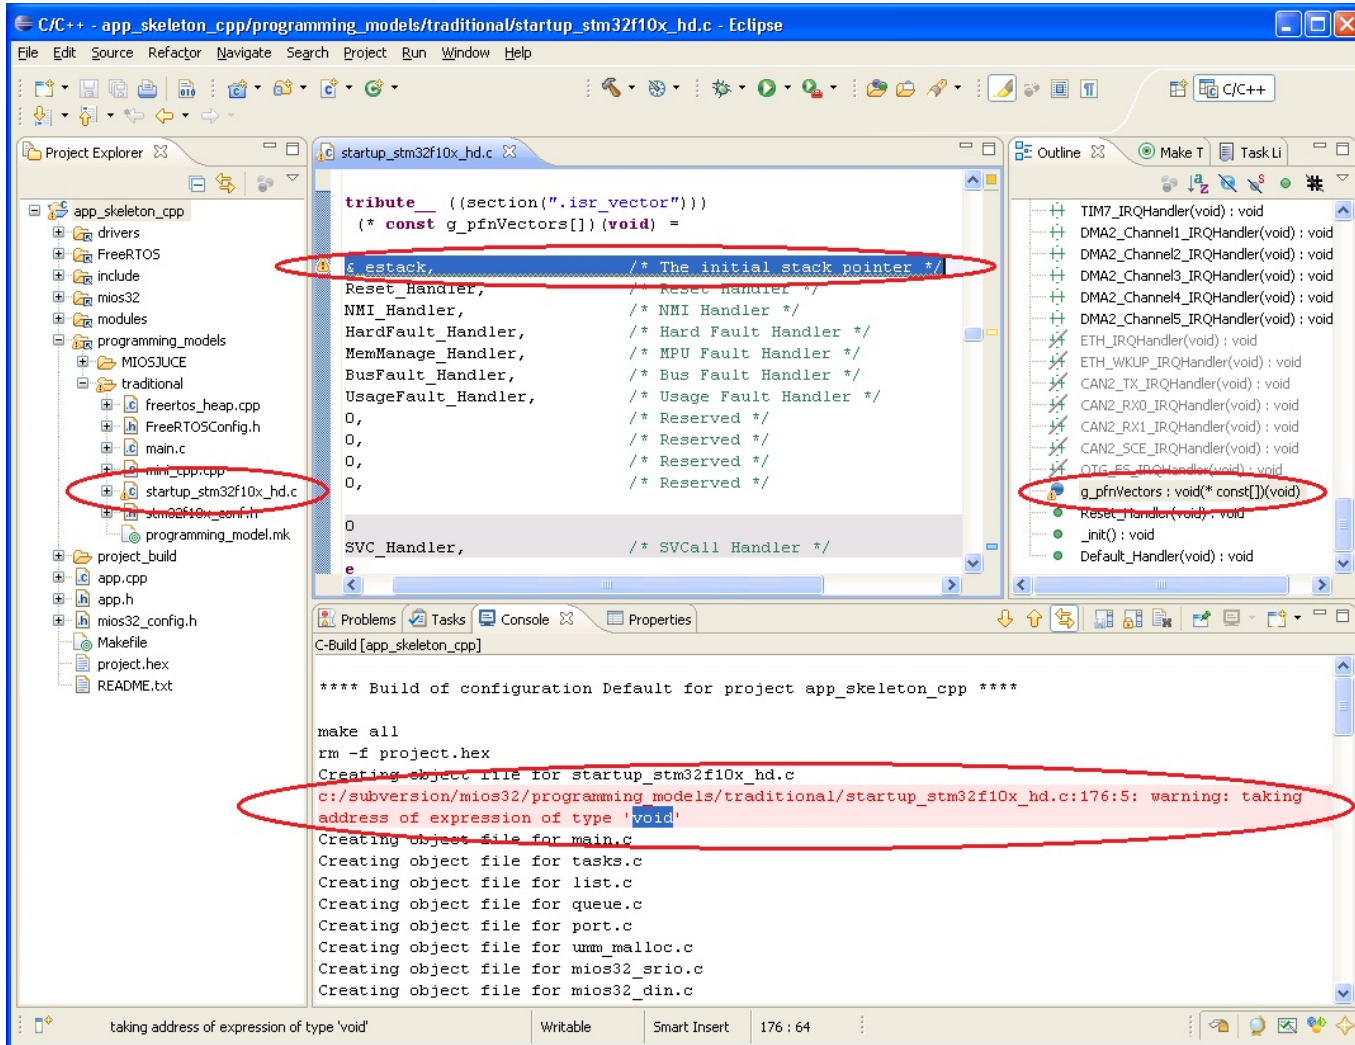 C/C++ - app_skeleton_cpp/programming_models/traditional/startup_stm32f10x_hd.c - Eclipse
File Edit Source Refactor Navigate Search Project Run Window Help
C/C++
Project Explorer
app_skeleton_cpp
drivers
FreeRTOS
include
mios32
modules
programming_models
MIOSJUCE
traditional
freertos_heap.cpp
FreeRTOSConfig.h
main.c
mini_cpp.cpp
startup_stm32f10x_hd.c
stm32f10x_conf.h
programming_model.mk
project_build
app.cpp
app.h
mios32_config.h
Makefile
project.hex
README.txt
startup_stm32f10x_hd.c
tribute__ ((section(".isr_vector")))
(* const g_pfnVectors[])(void) =
&_estack, /* The initial stack pointer */
Reset_Handler, /* Reset Handler */
NMI_Handler, /* NMI Handler */
HardFault_Handler, /* Hard Fault Handler */
MemManage_Handler, /* MPU Fault Handler */
BusFault_Handler, /* Bus Fault Handler */
UsageFault_Handler, /* Usage Fault Handler */
0, /* Reserved */
0, /* Reserved */
0, /* Reserved */
0, /* Reserved */
0
SVC_Handler, /* SVCall Handler */
e
Outline Make T Task Li
TIM7_IRQHandler(void) : void
DMA2_Channel1_IRQHandler(void) : void
DMA2_Channel2_IRQHandler(void) : void
DMA2_Channel3_IRQHandler(void) : void
DMA2_Channel4_IRQHandler(void) : void
DMA2_Channel5_IRQHandler(void) : void
ETH_IRQHandler(void) : void
ETH_WKUP_IRQHandler(void) : void
CAN2_TX_IRQHandler(void) : void
CAN2_RX0_IRQHandler(void) : void
CAN2_RX1_IRQHandler(void) : void
CAN2_SCE_IRQHandler(void) : void
OTG_FS_IRQHandler(void) : void
g_pfnVectors : void(* const[])(void)
Reset_Handler(void) : void
_init() : void
Default_Handler(void) : void
Problems Tasks Console Properties
C-Build [app_skeleton_cpp]
**** Build of configuration Default for project app_skeleton_cpp ****
make all
rm -f project.hex
Creating object file for startup_stm32f10x_hd.c
c:/subversion/mios32/programming_models/traditional/startup_stm32f10x_hd.c:176:5: warning: taking
address of expression of type 'void'
Creating object file for main.c
Creating object file for tasks.c
Creating object file for list.c
Creating object file for queue.c
Creating object file for port.c
Creating object file for umm_malloc.c
Creating object file for mios32_srio.c
Creating object file for mios32_din.c
taking address of expression of type 'void' Writable Smart Insert 176 : 64